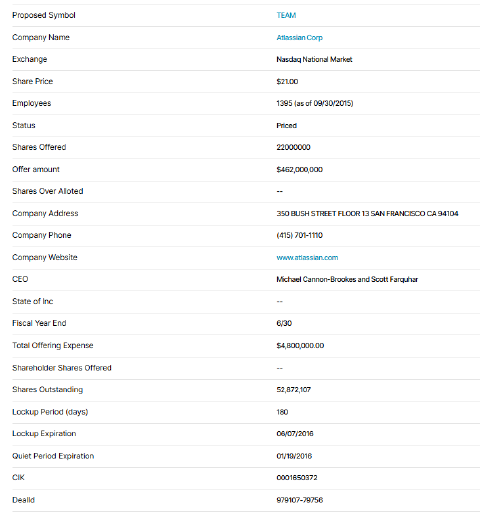 Proposed Symbol TEAM
Company Name Atlassian Corp
Exchange Nasdaq National Market
Share Price $21.00
Employees 1395 (as of 09/30/2015)
Status Priced
Shares Offered 22000000
Offer amount $462,000,000
Shares Over Alloted --
Company Address 350 BUSH STREET FLOOR 13 SAN FRANCISCO CA 94104
Company Phone (415) 701-1110
Company Website www.atlassian.com
CEO Michael Cannon-Brookes and Scott Farquhar
State of Inc --
Fiscal Year End 6/30
Total Offering Expense $4,800,000.00
Shareholder Shares Offered --
Shares Outstanding 52,872,107
Lockup Period (days) 180
Lockup Expiration 06/07/2016
Quiet Period Expiration 01/19/2016
CIK 0001650372
DealId 979107-79756